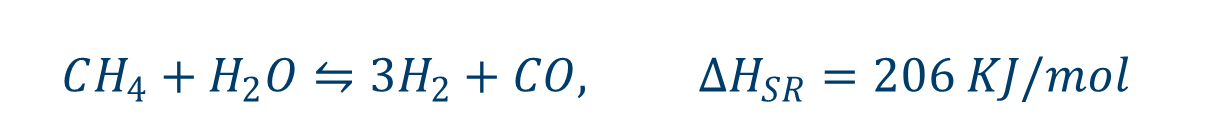 CH₄ + H₂O ⇋ 3H₂ + CO, ΔH_SR = 206 KJ/mol